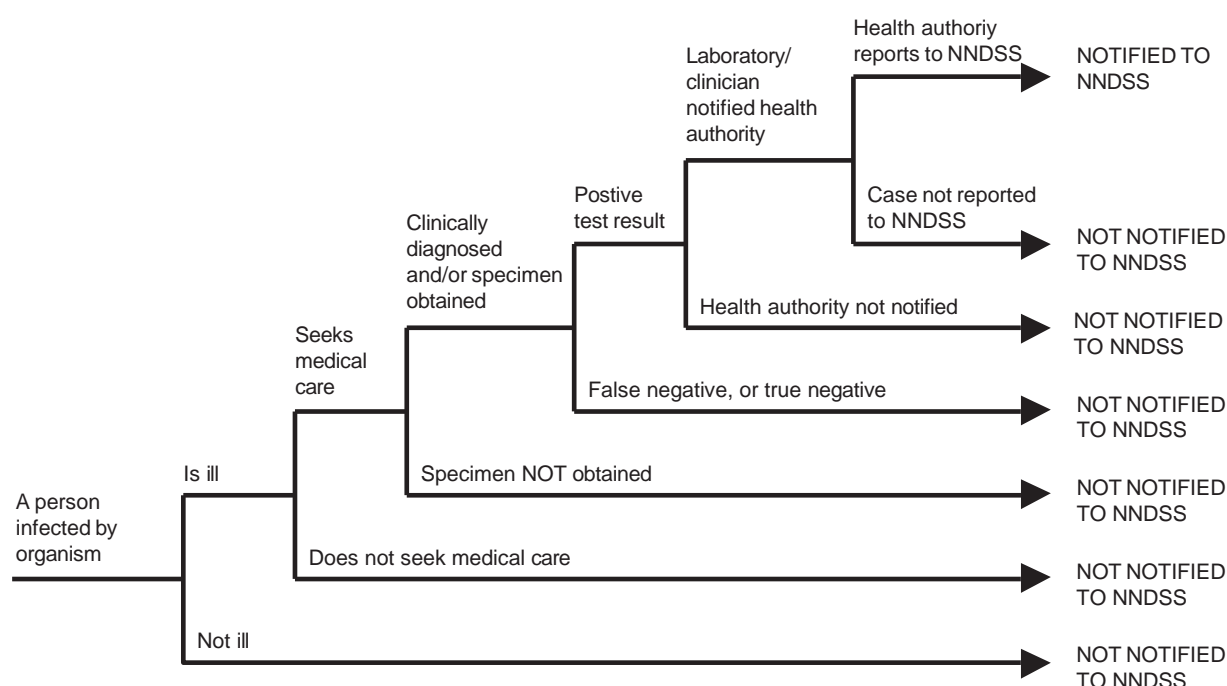 Health authoriy
reports to NNDSS
NOTIFIED TO
NNDSS
Laboratory/
clinician
notified health
authority
Case not reported
to NNDSS
NOT NOTIFIED
TO NNDSS
Postive
test result
Health authority not notified
NOT NOTIFIED
TO NNDSS
Clinically
diagnosed
and/or specimen
obtained
False negative, or true negative
NOT NOTIFIED
TO NNDSS
Seeks
medical
care
Specimen NOT obtained
NOT NOTIFIED
TO NNDSS
Is ill
A person
infected by
organism
Does not seek medical care
NOT NOTIFIED
TO NNDSS
Not ill
NOT NOTIFIED
TO NNDSS